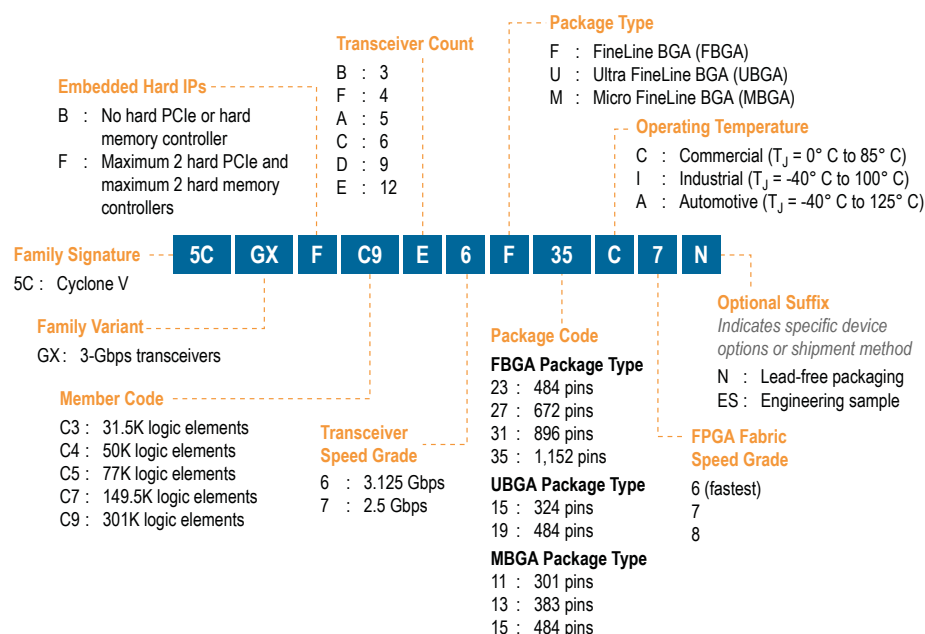 Package Type
F : FineLine BGA (FBGA)
U : Ultra FineLine BGA (UBGA)
M : Micro FineLine BGA (MBGA)
Transceiver Count
B : 3
F : 4
A : 5
C : 6
D : 9
E : 12
Embedded Hard IPs
B : No hard PCIe or hard
memory controller
F : Maximum 2 hard PCIe and
maximum 2 hard memory
controllers
Operating Temperature
C : Commercial (TJ = 0° C to 85° C)
I : Industrial (TJ = -40° C to 100° C)
A : Automotive (TJ = -40° C to 125° C)
Family Signature
5C : Cyclone V
5C GX F C9 E 6 F 35 C 7 N
Family Variant
GX : 3-Gbps transceivers
Member Code
C3 : 31.5K logic elements
C4 : 50K logic elements
C5 : 77K logic elements
C7 : 149.5K logic elements
C9 : 301K logic elements
Transceiver
Speed Grade
6 : 3.125 Gbps
7 : 2.5 Gbps
Package Code
FBGA Package Type
23 : 484 pins
27 : 672 pins
31 : 896 pins
35 : 1,152 pins
UBGA Package Type
15 : 324 pins
19 : 484 pins
MBGA Package Type
11 : 301 pins
13 : 383 pins
15 : 484 pins
FPGA Fabric
Speed Grade
6 (fastest)
7
8
Optional Suffix
Indicates specific device
options or shipment method
N : Lead-free packaging
ES : Engineering sample